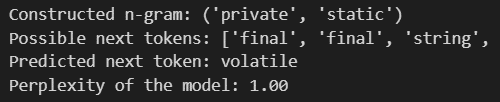 Constructed n-gram: ('private', 'static')
Possible next tokens: ['final', 'final', 'string',
Predicted next token: volatile
Perplexity of the model: 1.00